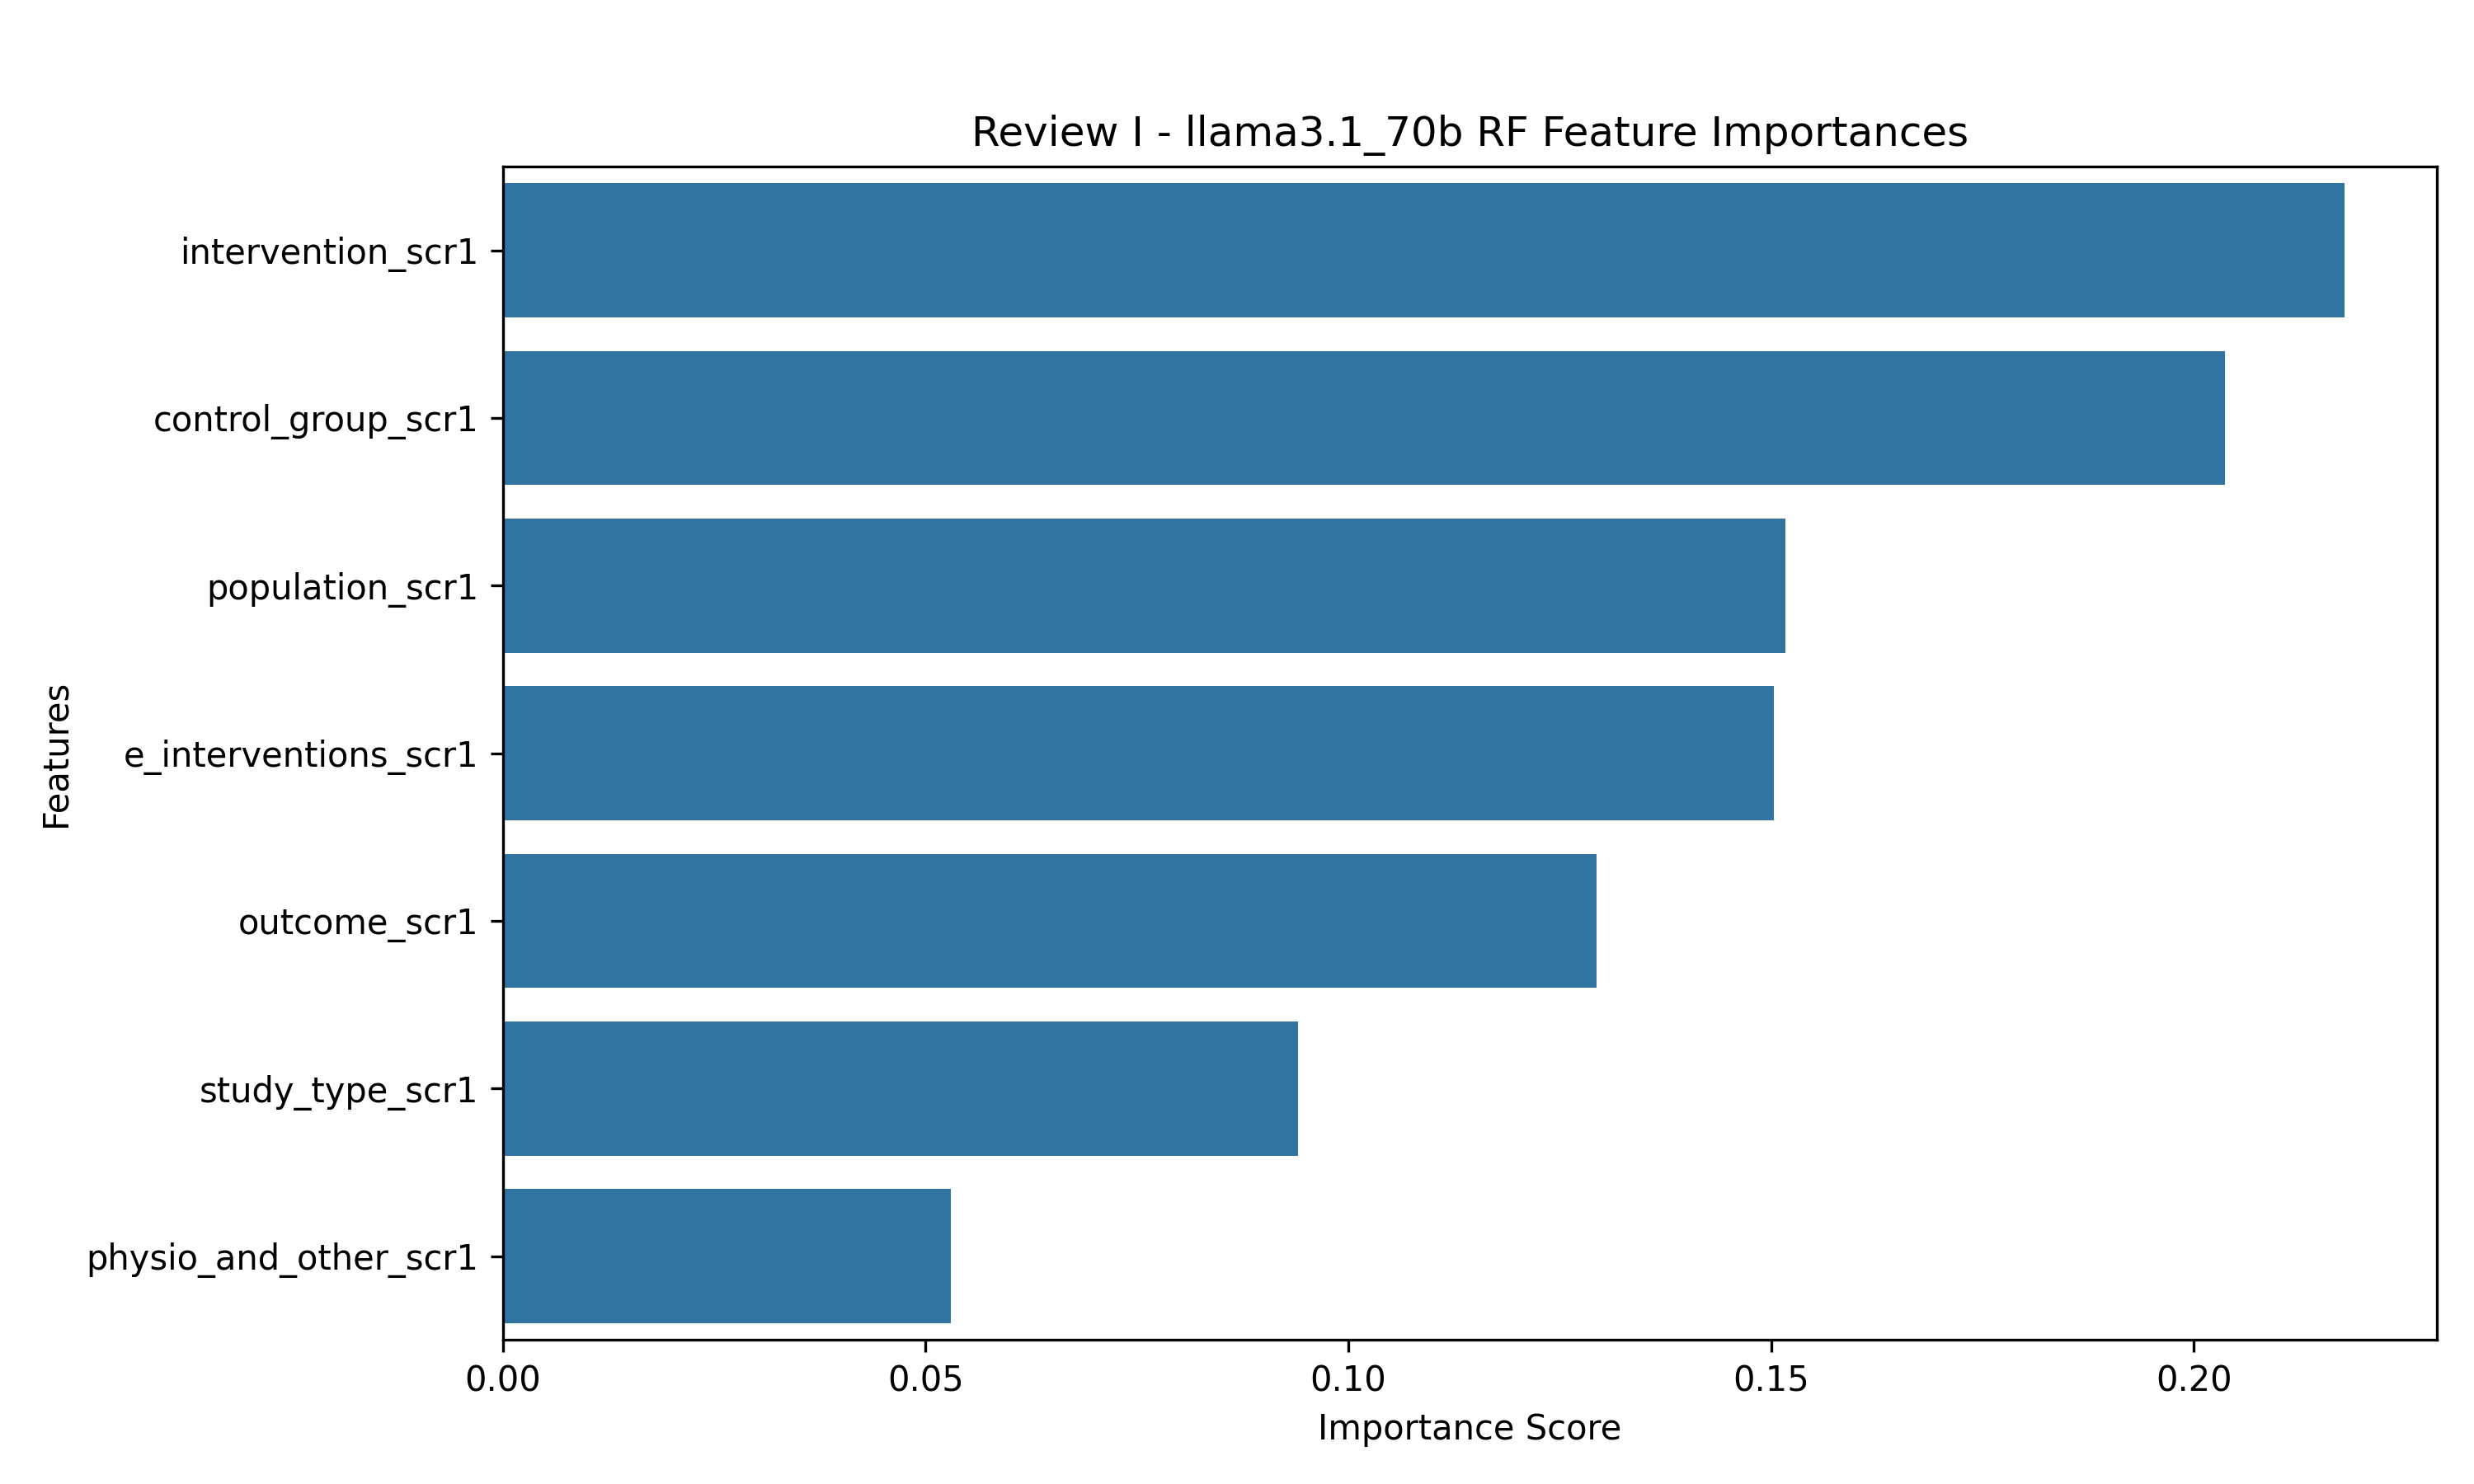 Review I - llama3.1_70b RF Feature Importances
intervention_scr1
control_group_scr1
population_scr1
e_interventions_scr1
outcome_scr1
study_type_scr1
physio_and_other_scr1
Features
0.00 0.05 0.10 0.15 0.20
Importance Score